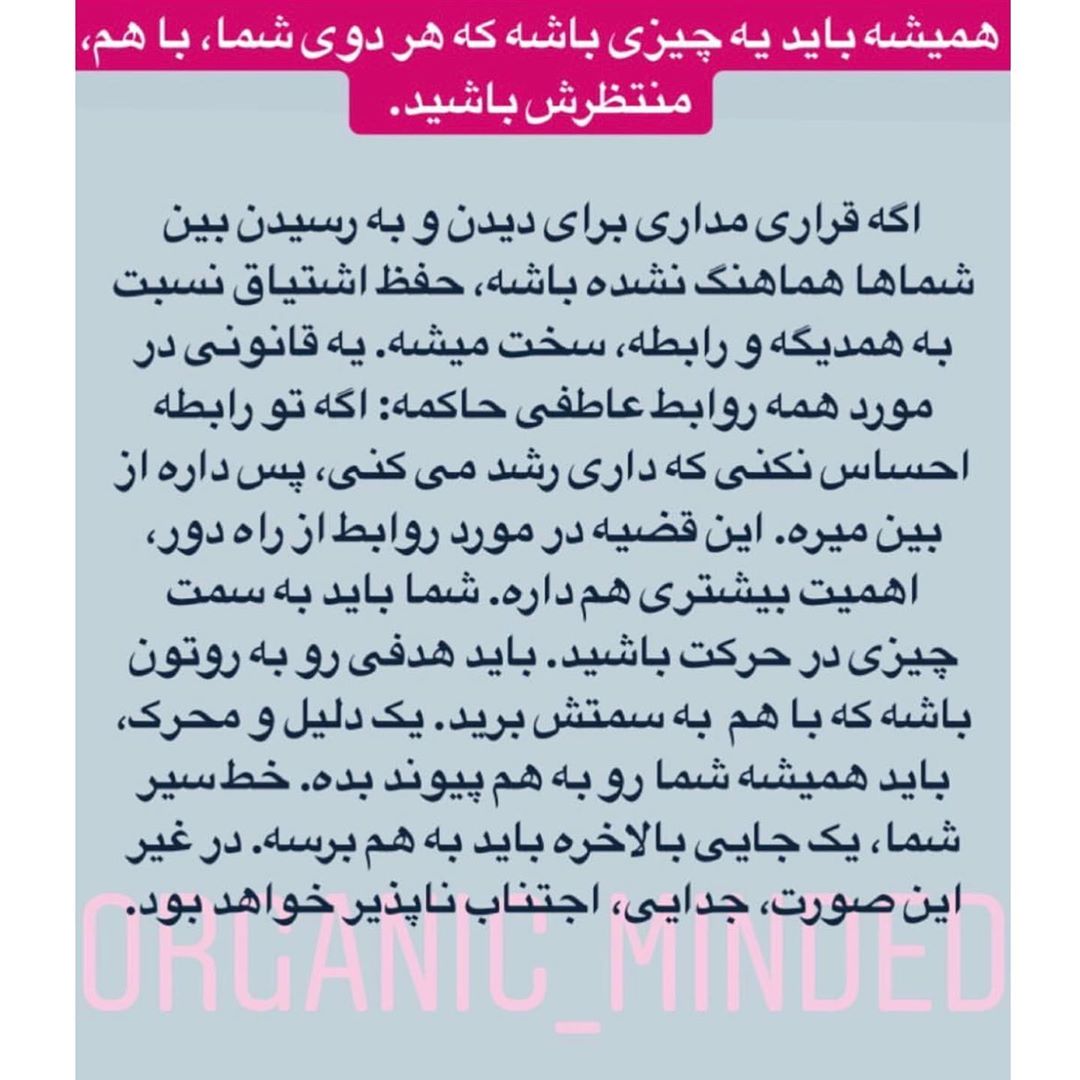 همیشه باید یه چیزی باشه که هر دوی شما، با هم،
منتظرش باشید.
اگه قراری مداری برای دیدن و به رسیدن بین
شماها هماهنگ نشده باشه، حفظ اشتیاق نسبت
به همدیگه و رابطه، سخت میشه. یه قانونی در
مورد همه روابط عاطفی حاکمه: اگه تو رابطه
احساس نکنی که داری رشد می کنی، پس داره از
بین میره. این قضیه در مورد روابط از راه دور،
اهمیت بیشتری هم داره. شما باید به سمت
چیزی در حرکت باشید. باید هدفی رو به روتون
باشه که با هم به سمتش برید. یک دلیل و محرک،
باید همیشه شما رو به هم پیوند بده. خط سیر
شما، یک جایی بالاخره باید به هم برسه. در غیر
این صورت، جدایی، اجتناب ناپذیر خواهد بود.
ORGANIC_MINDED